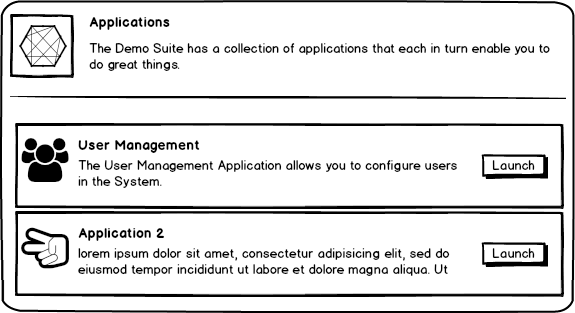 Applications
The Demo Suite has a collection of applications that each in turn enable you to
do great things.
User Management
The User Management Application allows you to configure users
in the System.
Launch
Application 2
lorem ipsum dolor sit amet, consectetur adipisicing elit, sed do
eiusmod tempor incididunt ut labore et dolore magna aliqua. Ut
Launch